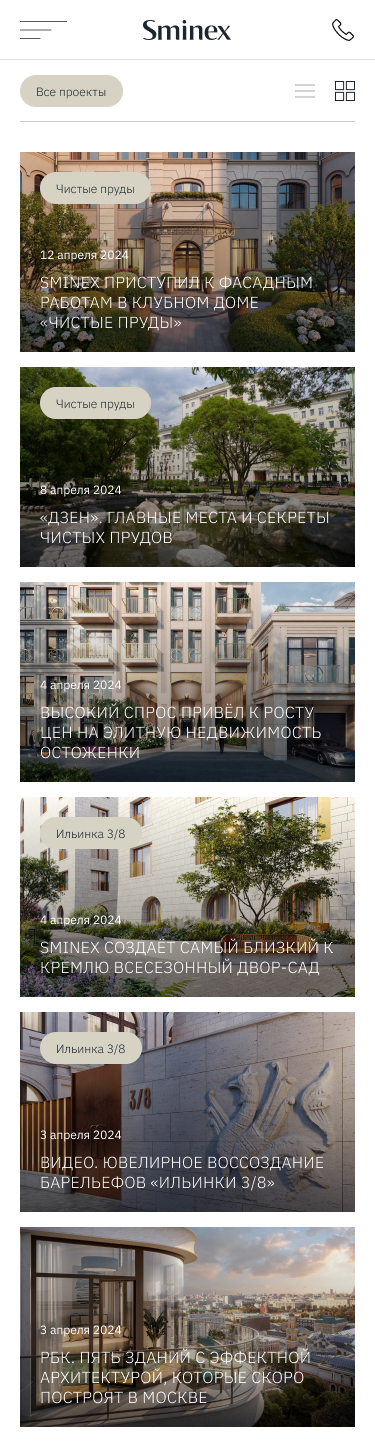 Sminex
Все проекты
Чистые пруды
12 апреля 2024
SMINEX ПРИСТУПИЛ К ФАСАДНЫМ
РАБОТАМ В КЛУБНОМ ДОМЕ
«ЧИСТЫЕ ПРУДЫ»
Чистые пруды
8 апреля 2024
«ДЗЕН». ГЛАВНЫЕ МЕСТА И СЕКРЕТЫ
ЧИСТЫХ ПРУДОВ
4 апреля 2024
ВЫСОКИЙ СПРОС ПРИВЁЛ К РОСТУ
ЦЕН НА ЭЛИТНУЮ НЕДВИЖИМОСТЬ
ОСТОЖЕНКИ
Ильинка 3/8
4 апреля 2024
SMINEX СОЗДАЁТ САМЫЙ БЛИЗКИЙ К
КРЕМЛЮ ВСЕСЕЗОННЫЙ ДВОР-САД
Ильинка 3/8
3/8
3 апреля 2024
ВИДЕО. ЮВЕЛИРНОЕ ВОССОЗДАНИЕ
БАРЕЛЬЕФОВ «ИЛЬИНКИ 3/8»
3 апреля 2024
РБК. ПЯТЬ ЗДАНИЙ С ЭФФЕКТНОЙ
АРХИТЕКТУРОЙ, КОТОРЫЕ СКОРО
ПОСТРОЯТ В МОСКВЕ